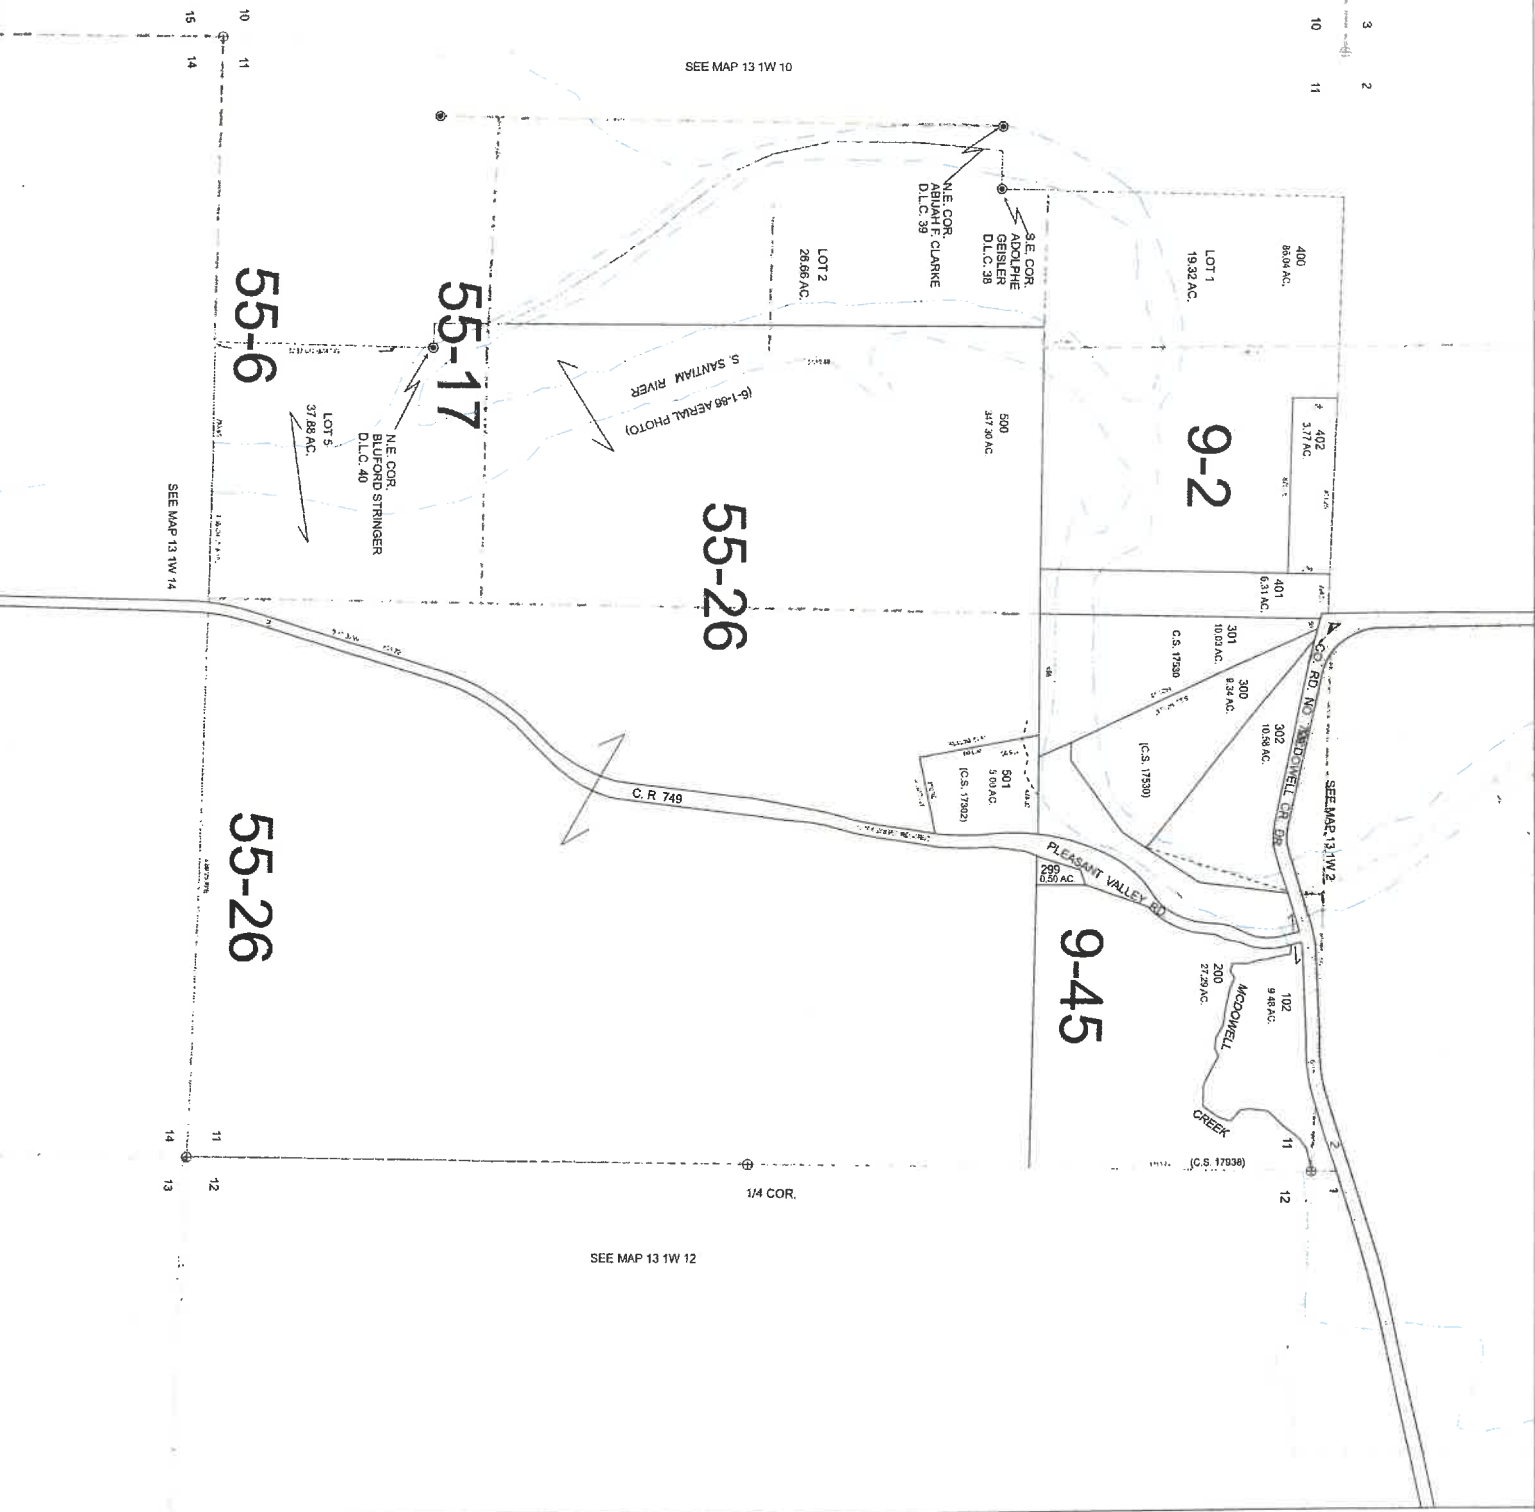 3
2
10
11
10
11
15
14
SEE MAP 13 1W 10
400
86.04 AC.
LOT 1
19.32 AC.
S.E. COR.
ADOLPHE
GEISLER
D.L.C. 38
N.E. COR.
ABIJAH F. CLARKE
D.L.C. 39
LOT 2
26.66 AC.
402
3.77 AC.
9-2
401
6.31 AC.
500
347.30 AC.
S. SANTIAM RIVER
(6-1-86 AERIAL PHOTO)
55-17
55-6
LOT 5
37.88 AC.
N.E. COR.
BLUFORD STRINGER
D.L.C. 40
SEE MAP 13 1W 14
55-26
301
10.03 AC.
C.S. 17530
300
9.34 AC.
(C.S. 17530)
302
10.58 AC.
CO. RD. NO
MCDOWELL CR. DR
SEE MAP 13 1W 2
501
5.00 AC.
(C.S. 17302)
C. R 749
PLEASANT VALLEY RD
299
0.50 AC.
55-26
9-45
200
27.29 AC.
102
9.48 AC.
MCDOWELL
CREEK
(C.S. 17938)
2
1
11
12
1/4 COR.
11
12
14
13
SEE MAP 13 1W 12